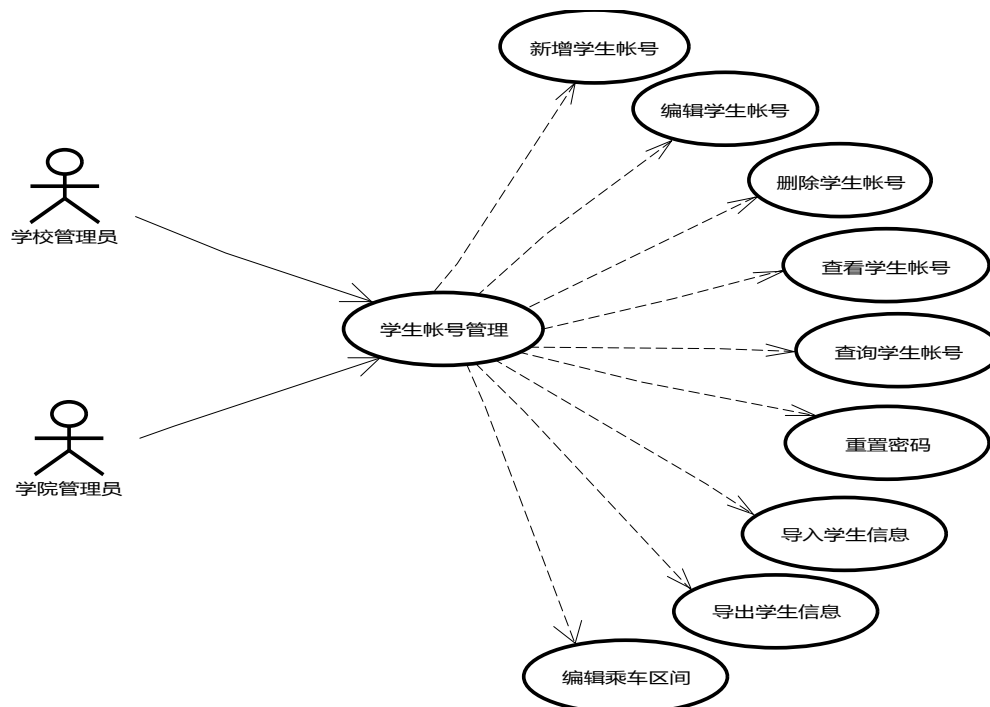 新增学生帐号
编辑学生帐号
删除学生帐号
学校管理员
查看学生帐号
学生帐号管理
查询学生帐号
重置密码
学院管理员
导入学生信息
导出学生信息
编辑乘车区间